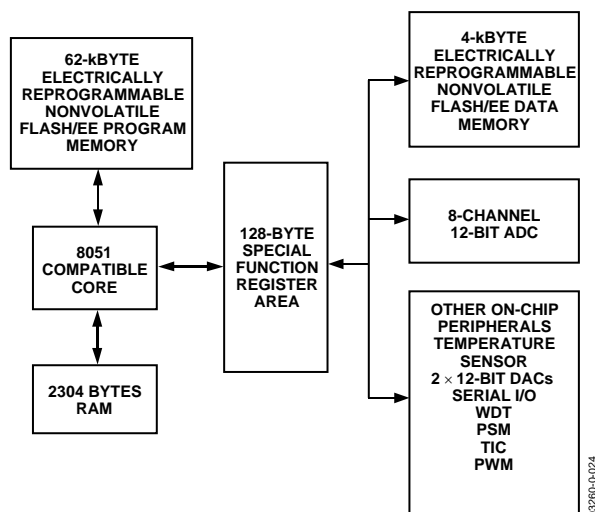 62-kBYTE
ELECTRICALLY
REPROGRAMMABLE
NONVOLATILE
FLASH/EE PROGRAM
MEMORY
8051
COMPATIBLE
CORE
2304 BYTES
RAM
128-BYTE
SPECIAL
FUNCTION
REGISTER
AREA
4-kBYTE
ELECTRICALLY
REPROGRAMMABLE
NONVOLATILE
FLASH/EE DATA
MEMORY
8-CHANNEL
12-BIT ADC
OTHER ON-CHIP
PERIPHERALS
TEMPERATURE
SENSOR
2 × 12-BIT DACs
SERIAL I/O
WDT
PSM
TIC
PWM
3260-0-024